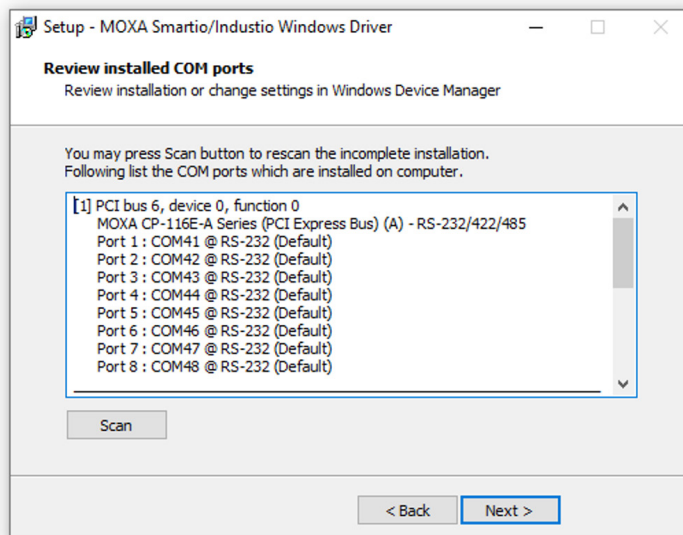 Setup - MOXA Smartio/Industio Windows Driver
Review installed COM ports
Review installation or change settings in Windows Device Manager
You may press Scan button to rescan the incomplete installation.
Following list the COM ports which are installed on computer.
[1] PCI bus 6, device 0, function 0
MOXA CP-116E-A Series (PCI Express Bus) (A) - RS-232/422/485
Port 1 : COM41 @ RS-232 (Default)
Port 2 : COM42 @ RS-232 (Default)
Port 3 : COM43 @ RS-232 (Default)
Port 4 : COM44 @ RS-232 (Default)
Port 5 : COM45 @ RS-232 (Default)
Port 6 : COM46 @ RS-232 (Default)
Port 7 : COM47 @ RS-232 (Default)
Port 8 : COM48 @ RS-232 (Default)
Scan
< Back
Next >